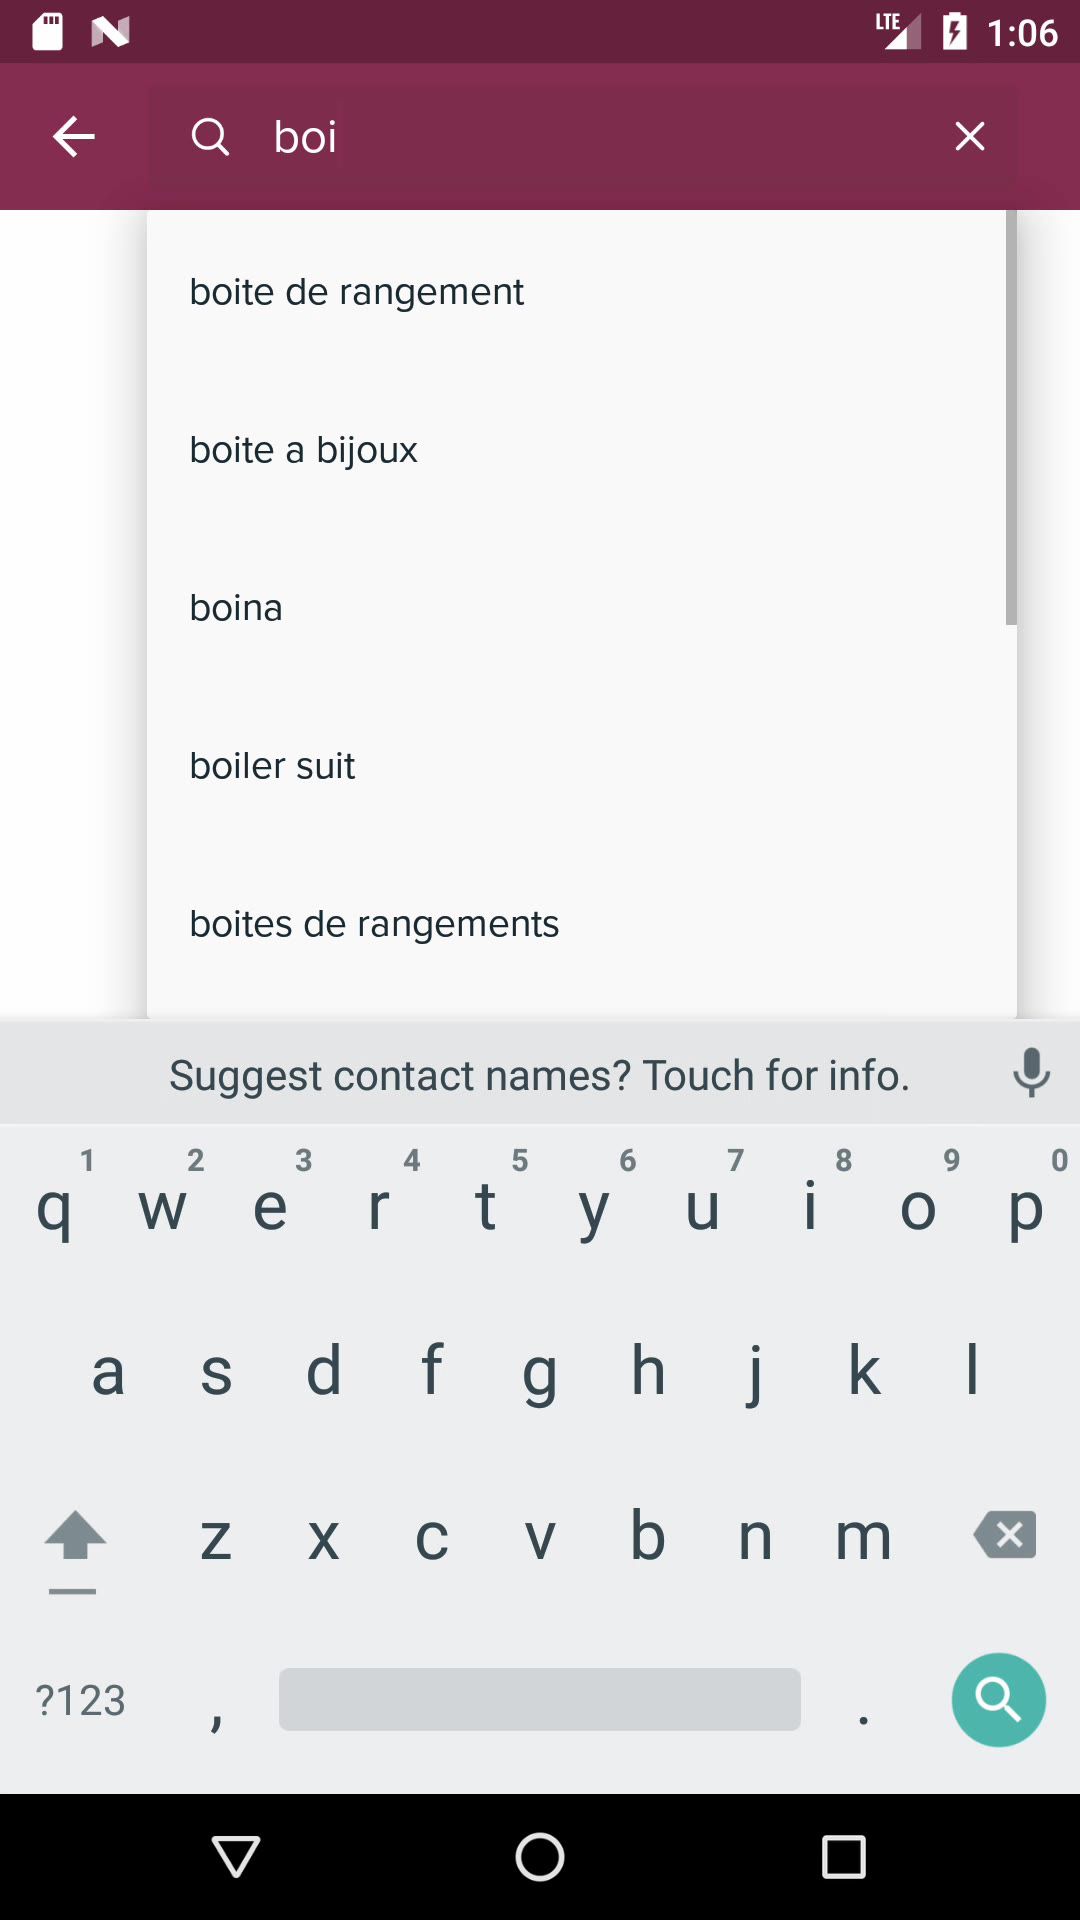 LTE 1:06
boi
boite de rangement
boite a bijoux
boina
boiler suit
boites de rangements
Suggest contact names? Touch for info.
1 2 3 4 5 6 7 8 9 0
q w e r t y u i o p
a s d f g h j k l
z x c v b n m
?123 , .